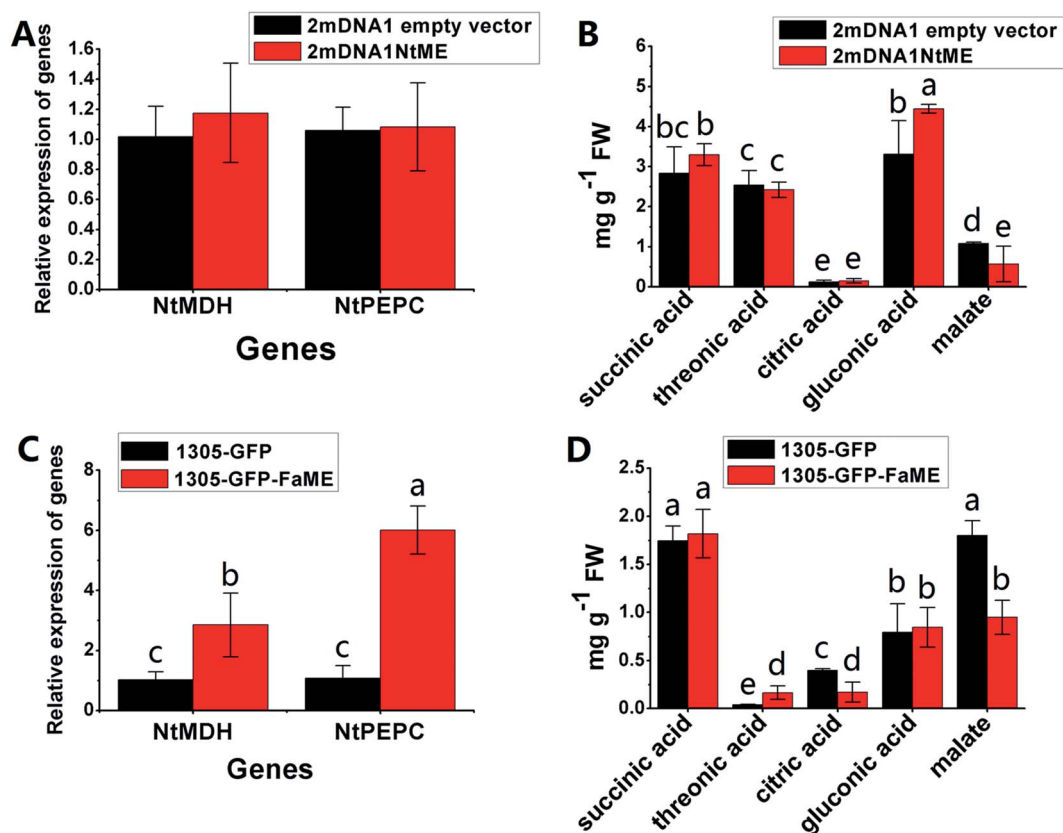 A
2mDNA1 empty vector
2mDNA1NtME
Relative expression of genes
1.6
1.4
1.2
1.0
0.8
0.6
0.4
0.2
0.0
NtMDH NtPEPC
Genes
B
2mDNA1 empty vector
2mDNA1NtME
mg g⁻¹ FW
6
5
4
3
2
1
0
bc b c c e e b a d e
succinic acid
threonic acid
citric acid
gluconic acid
malate
C
1305-GFP
1305-GFP-FaME
Relative expression of genes
8
6
4
2
0
c b c a
NtMDH NtPEPC
Genes
D
1305-GFP
1305-GFP-FaME
mg g⁻¹ FW
2.5
2.0
1.5
1.0
0.5
0.0
a a e d c d b b a b
succinic acid
threonic acid
citric acid
gluconic acid
malate